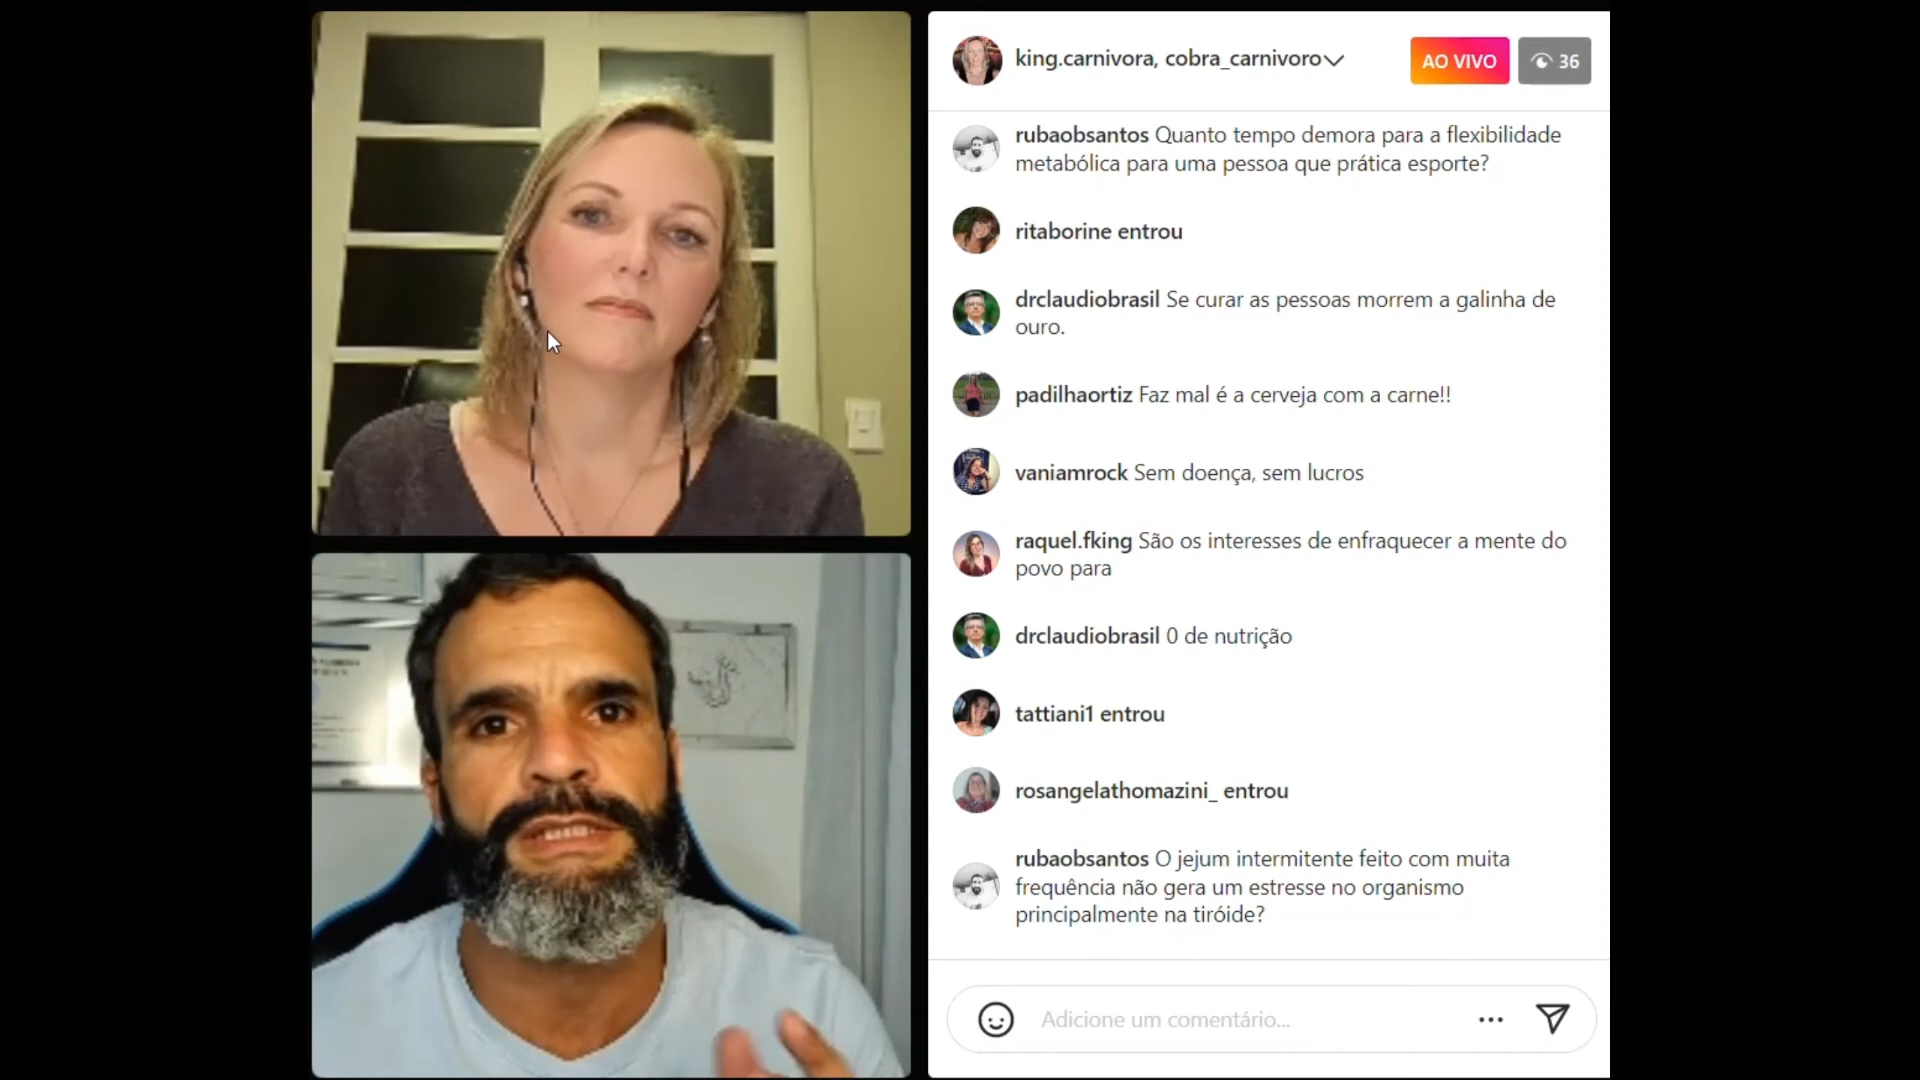 king.carnivora, cobra_carnivoro
AO VIVO
36
rubaobsantos Quanto tempo demora para a flexibilidade
metabólica para uma pessoa que prática esporte?
ritaborine entrou
drclaudiobrasil Se curar as pessoas morrem a galinha de
ouro.
padilhaortiz Faz mal é a cerveja com a carne!!
vaniamrock Sem doença, sem lucros
raquel.fking São os interesses de enfraquecer a mente do
povo para
drclaudiobrasil 0 de nutrição
tattiani1 entrou
rosangelathomazini_ entrou
rubaobsantos O jejum intermitente feito com muita
frequência não gera um estresse no organismo
principalmente na tiróide?
Adicione um comentário...